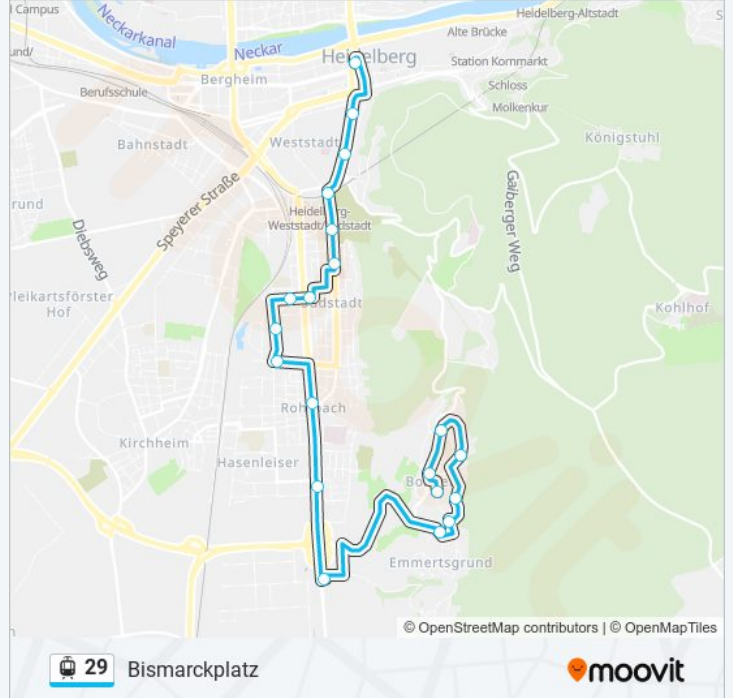 l Campus
Heidelberg-Altstadt
Neckarkanal
Alte Brücke
und/
Neckar
Heidelberg
Station Kornmarkt
Bergheim
Schloss
Berufsschule
Molkenkur
Königstuhl
Bahnstadt
Weststadt
Speyerer Straße
Gaiberger Weg
rund
Heidelberg-
Weststadt/Südstadt
Diebsweg
Pleikartsförster
Hof
Südstadt
Kohlhof
Rohrbach
Kirchheim
Hasenleiser
Emmertsgrund
© OpenStreetMap contributors | © OpenMapTiles
29 Bismarckplatz
moovit